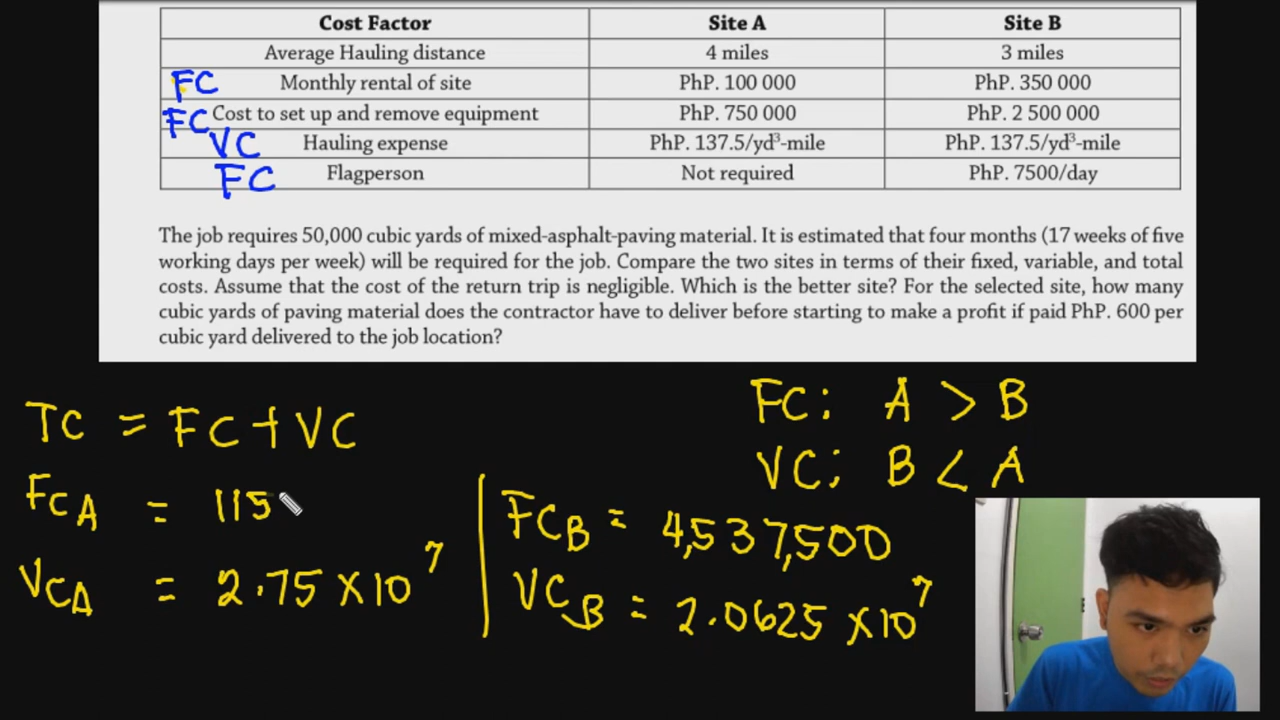 Cost Factor Site A Site B
Average Hauling distance 4 miles 3 miles
FC Monthly rental of site PhP. 100 000 PhP. 350 000
FC Cost to set up and remove equipment PhP. 750 000 PhP. 2 500 000
VC Hauling expense PhP. 137.5/yd³-mile PhP. 137.5/yd³-mile
FC Flagperson Not required PhP. 7500/day
The job requires 50,000 cubic yards of mixed-asphalt-paving material. It is estimated that four months (17 weeks of five
working days per week) will be required for the job. Compare the two sites in terms of their fixed, variable, and total
costs. Assume that the cost of the return trip is negligible. Which is the better site? For the selected site, how many
cubic yards of paving material does the contractor have to deliver before starting to make a profit if paid PhP. 600 per
cubic yard delivered to the job location?
TC = FC + VC
FCA = 115
VCA = 2.75 x 10^7
FC: A > B
VC: B < A
FCB = 4,537,500
VCB = 2.0625 x 10^7